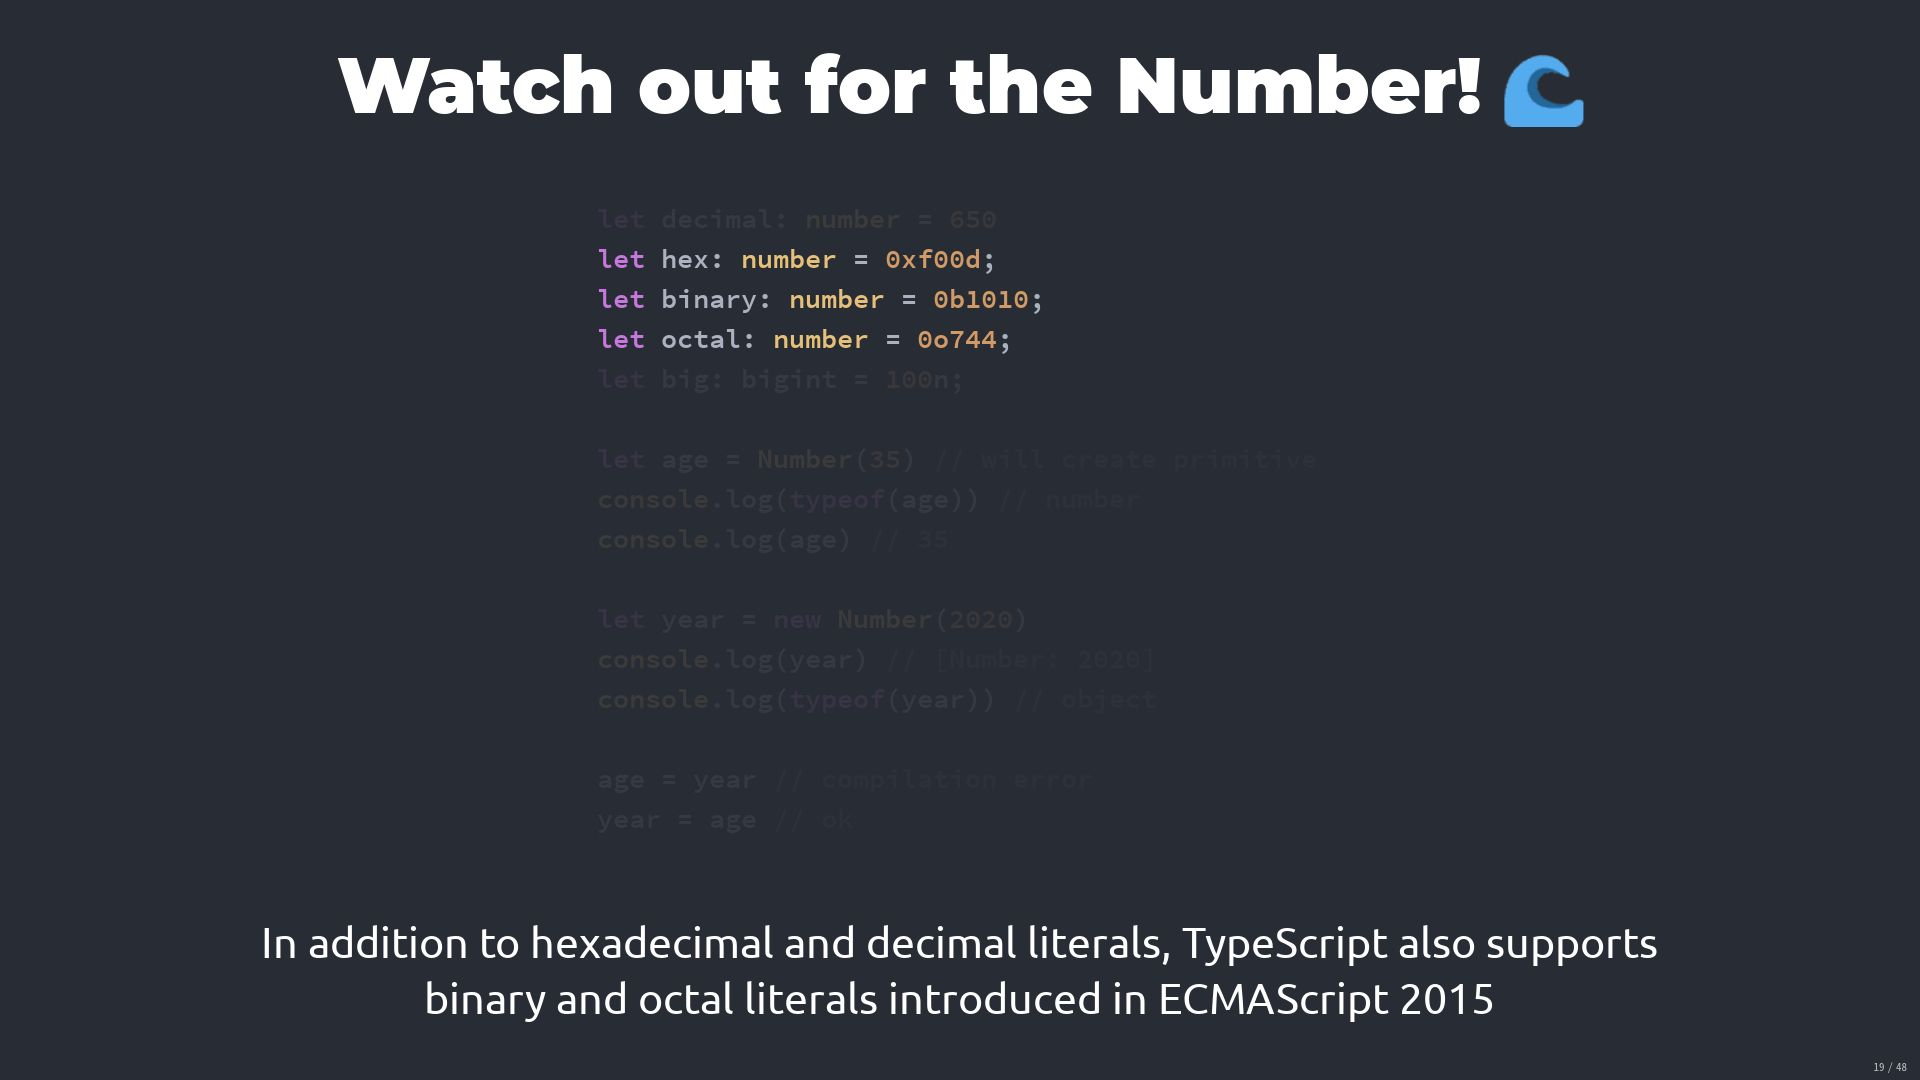 Watch out for the Number! 🌊
let decimal: number = 650
let hex: number = 0xf00d;
let binary: number = 0b1010;
let octal: number = 0o744;
let big: bigint = 100n;
let age = Number(35) // will create primitive
console.log(typeof(age)) // number
console.log(age) // 35
let year = new Number(2020)
console.log(year) // [Number: 2020]
console.log(typeof(year)) // object
age = year // compilation error
year = age // ok
In addition to hexadecimal and decimal literals, TypeScript also supports
binary and octal literals introduced in ECMAScript 2015
19 / 48